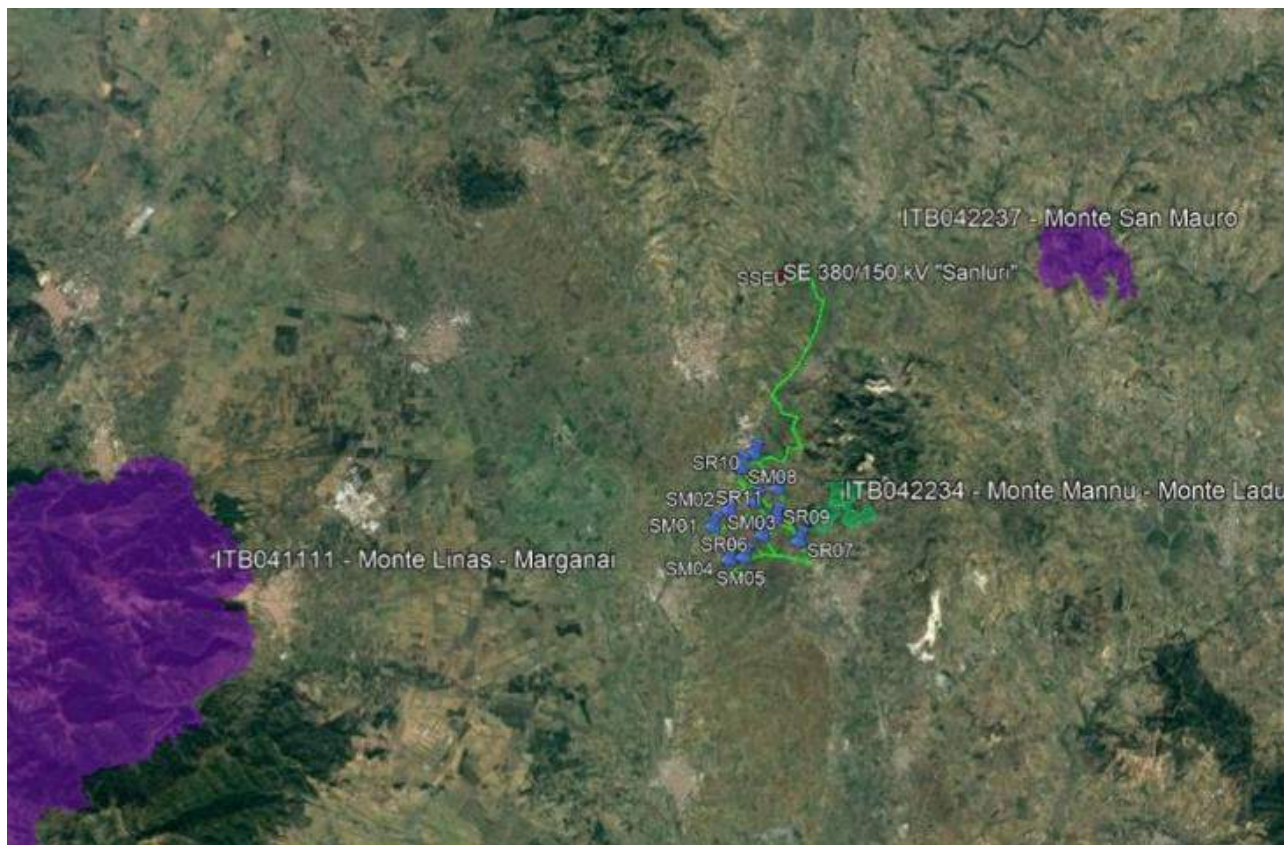 ITB042237 - Monte San Mauro
SSEU
SE 380/150 kV "Sanluri"
SR10
SM08
ITB042234 - Monte Mannu - Monte Ladu
SM02
SR11
SM01
SM03
SR09
SR06
SR07
ITB041111 - Monte Linas - Marganai
SM04
SM05